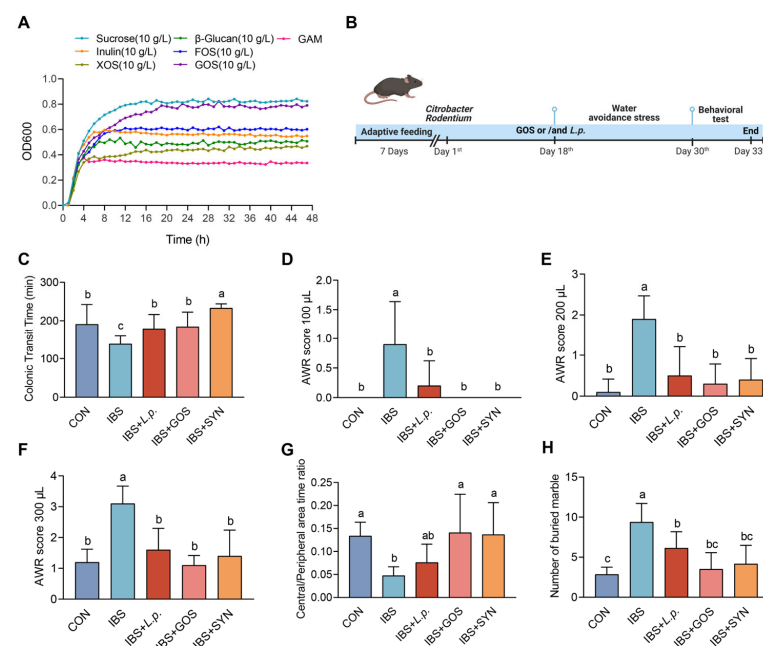 A
Sucrose(10 g/L) β-Glucan(10 g/L) GAM
Inulin(10 g/L) FOS(10 g/L)
XOS(10 g/L) GOS(10 g/L)
OD600
1.0
0.8
0.6
0.4
0.2
0.0
0 4 8 12 16 20 24 28 32 36 40 44 48
Time (h)
B
Citrobacter
Rodentium
Water
avoidance stress
Behavioral
test
Adaptive feeding GOS or /and L.p. End
7 Days Day 1st Day 18th Day 30th Day 33
C
Colonic Transit Time (min)
300
200
100
0
b c b b a
CON IBS IBS+L.p. IBS+GOS IBS+SYN
D
AWR score 100 μL
2.0
1.5
1.0
0.5
0.0
b a b b b
CON IBS IBS+L.p. IBS+GOS IBS+SYN
E
AWR score 200 μL
3
2
1
0
b a b b b
CON IBS IBS+L.p. IBS+GOS IBS+SYN
F
AWR score 300 μL
4
3
2
1
0
b a b b b
CON IBS IBS+L.p. IBS+GOS IBS+SYN
G
Central/Peripheral area time ratio
0.25
0.20
0.15
0.10
0.05
0.00
a b ab a a
CON IBS IBS+L.p. IBS+GOS IBS+SYN
H
Number of buried marble
15
10
5
0
c a b bc bc
CON IBS IBS+L.p. IBS+GOS IBS+SYN